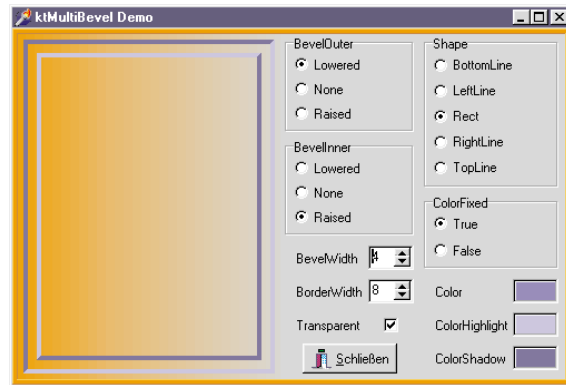 ktMultiBevel Demo
BevelOuter
Lowered
None
Raised
BevelInner
Lowered
None
Raised
BevelWidth 4
BorderWidth 8
Transparent
Schließen
Shape
BottomLine
LeftLine
Rect
RightLine
TopLine
ColorFixed
True
False
Color
ColorHighlight
ColorShadow